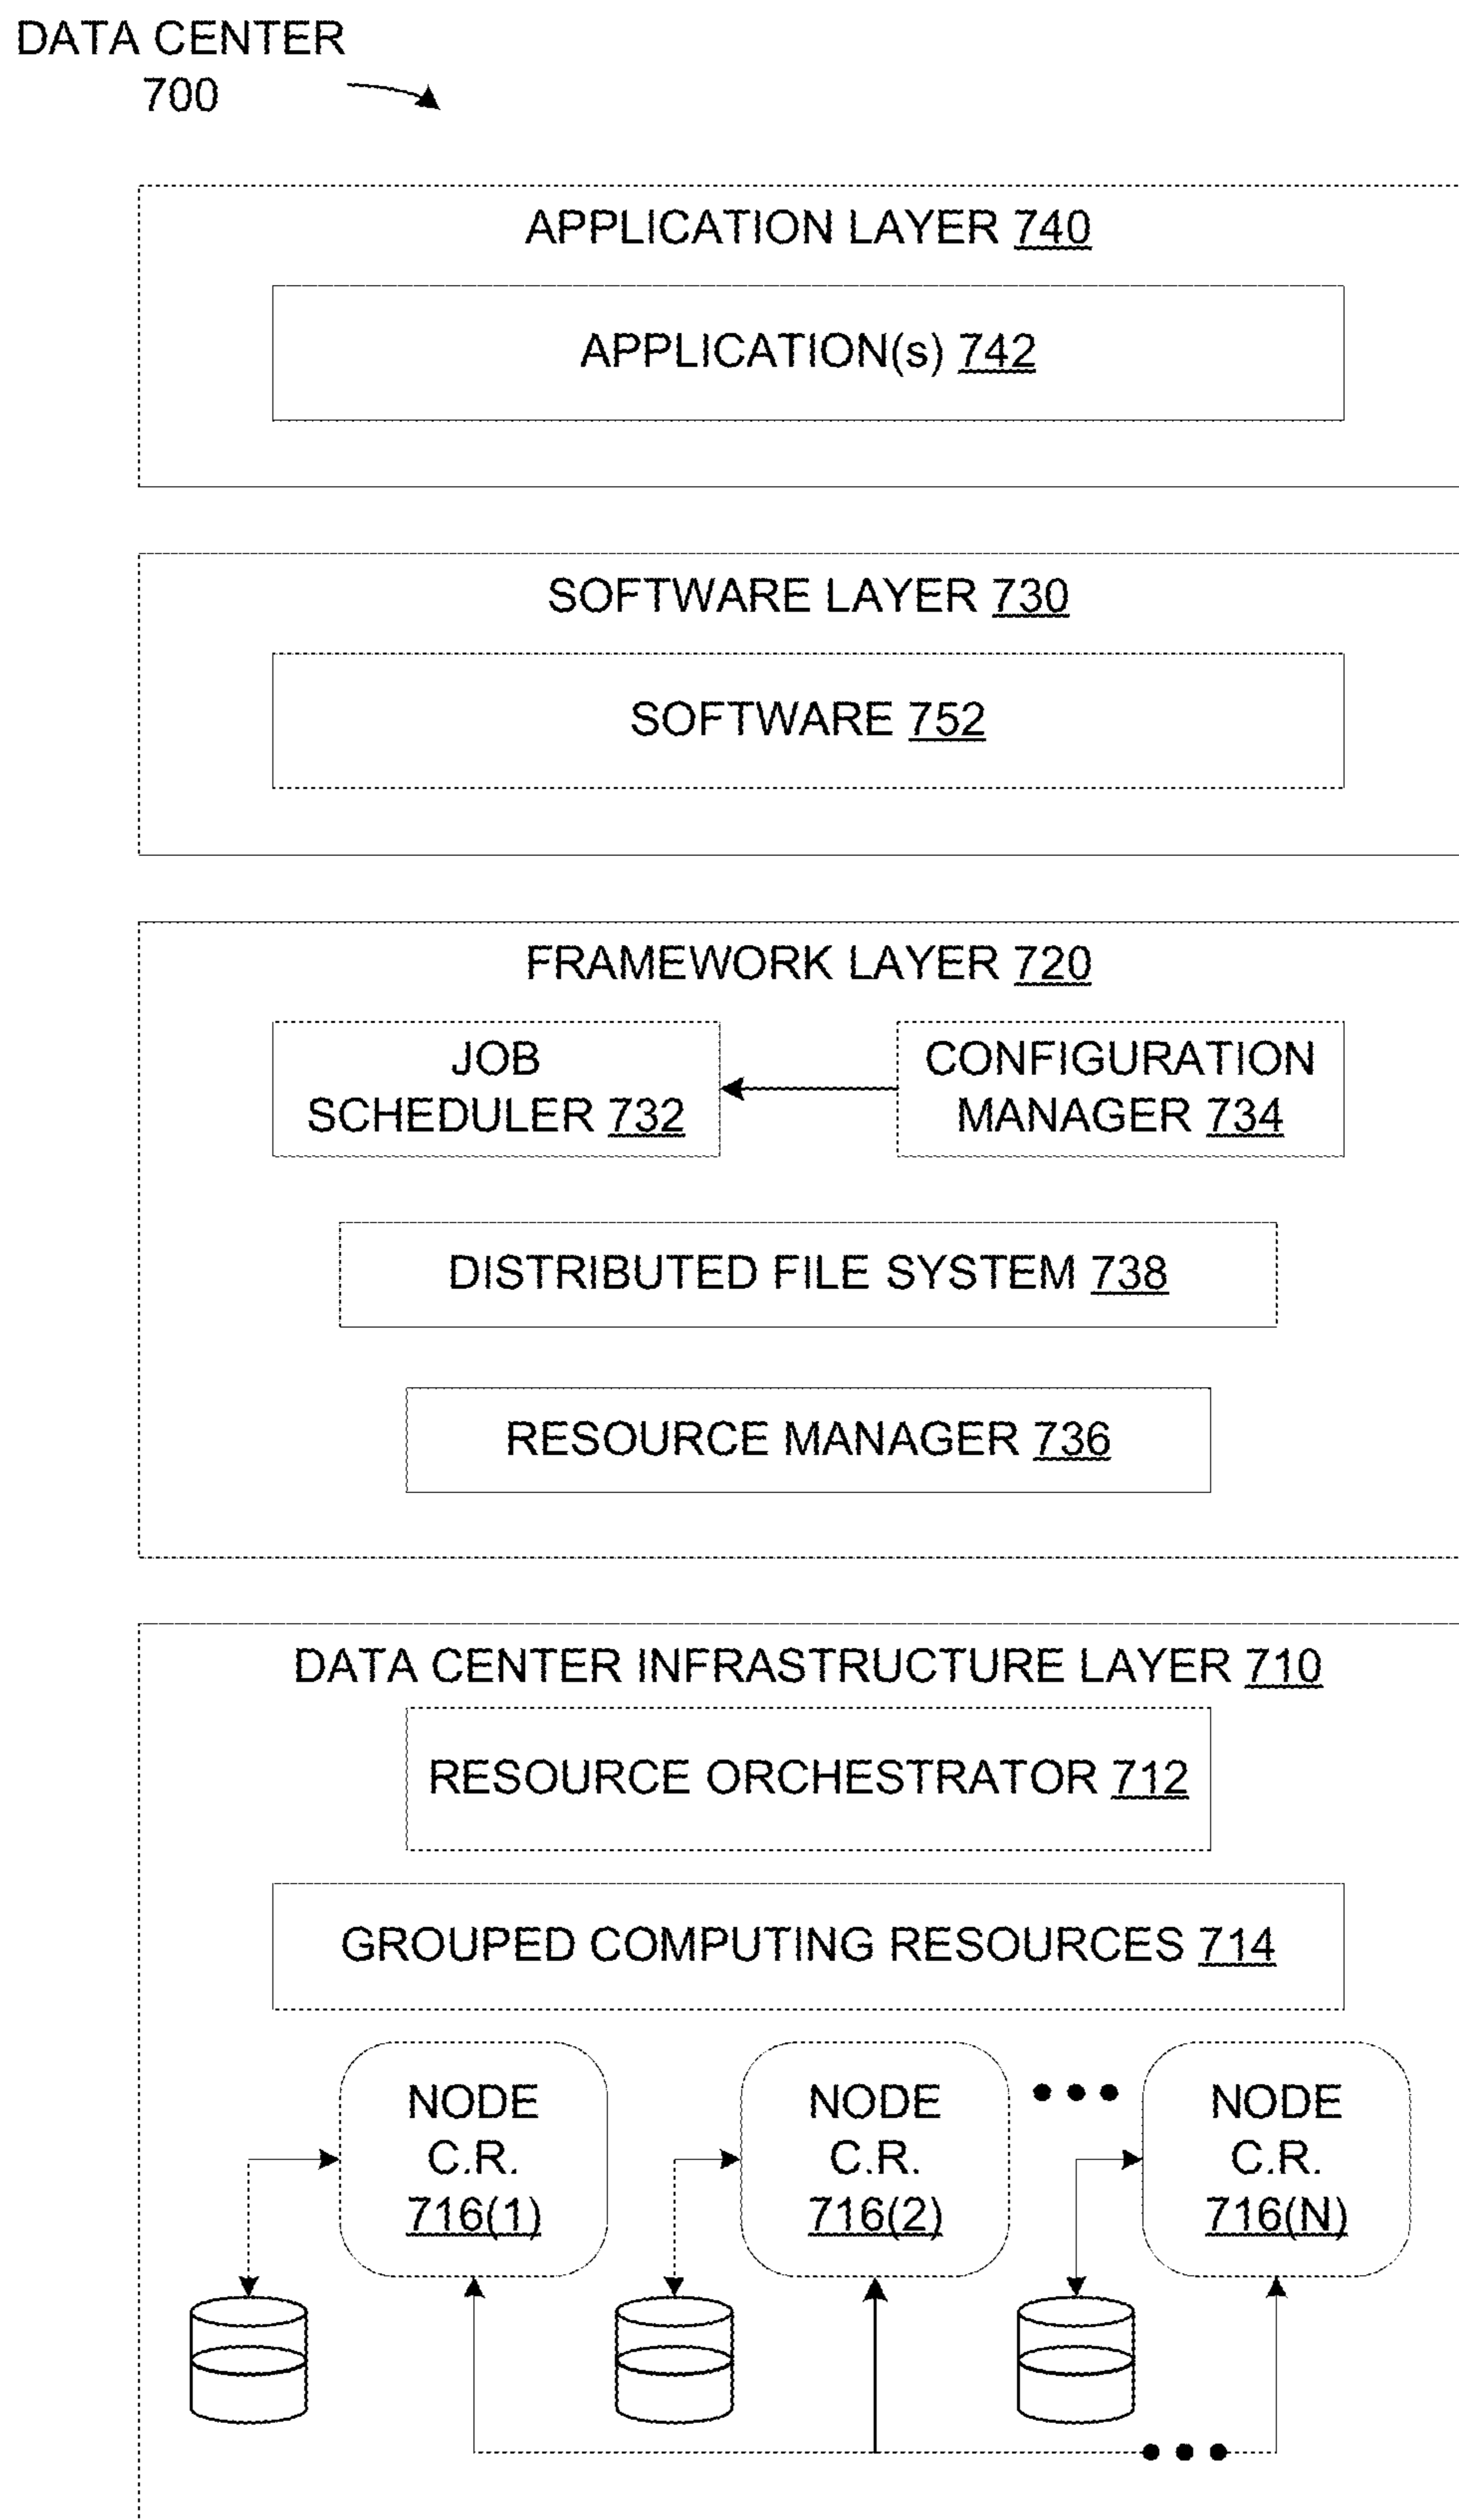 DATA CENTER
700
APPLICATION LAYER 740
APPLICATION(s) 742
SOFTWARE LAYER 730
SOFTWARE 752
FRAMEWORK LAYER 720
JOB
SCHEDULER 732
CONFIGURATION
MANAGER 734
DISTRIBUTED FILE SYSTEM 738
RESOURCE MANAGER 736
DATA CENTER INFRASTRUCTURE LAYER 710
RESOURCE ORCHESTRATOR 712
GROUPED COMPUTING RESOURCES 714
NODE
C.R.
716(1)
NODE
C.R.
716(2)
NODE
C.R.
716(N)